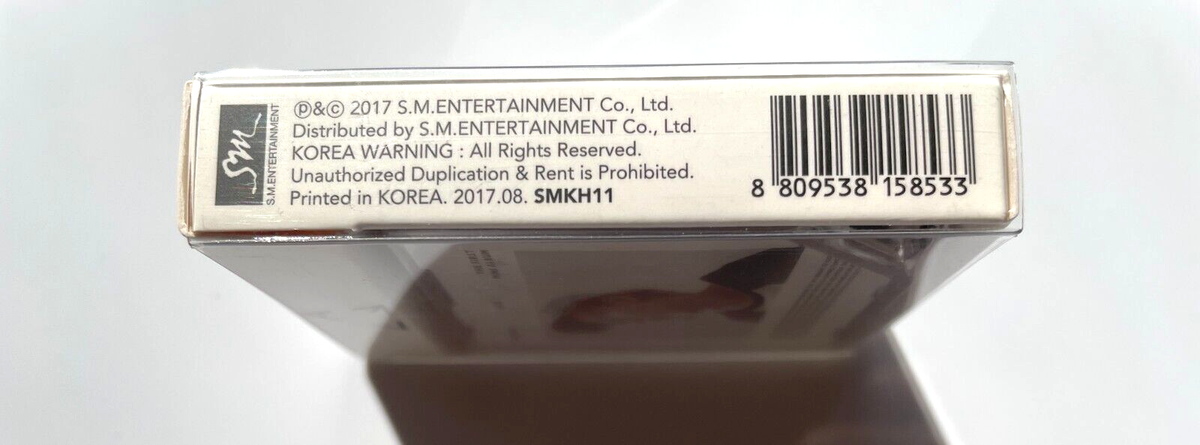 SM
S.M.ENTERTAINMENT
℗&© 2017 S.M.ENTERTAINMENT Co., Ltd.
Distributed by S.M.ENTERTAINMENT Co., Ltd.
KOREA WARNING : All Rights Reserved.
Unauthorized Duplication & Rent is Prohibited.
Printed in KOREA. 2017.08. SMKH11
8 809538 158533